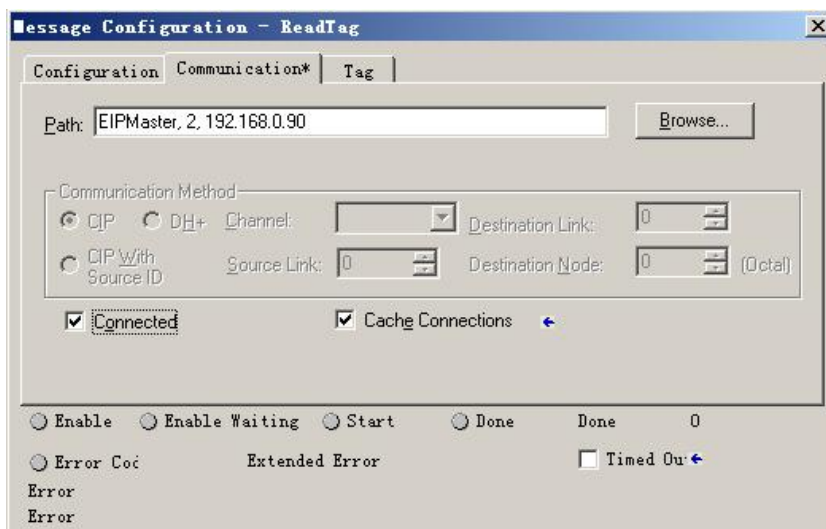 Message Configuration - ReadTag
Configuration Communication* Tag
Path: EIPMaster, 2, 192.168.0.90 Browse...
Communication Method
CIP DH+ Channel: Destination Link: 0
CIP With Source Link: 0 Destination Node: 0 (Octal)
Source ID
Connected Cache Connections
Enable Enable Waiting Start Done Done 0
Error Cod Extended Error Timed Ou
Error
Error